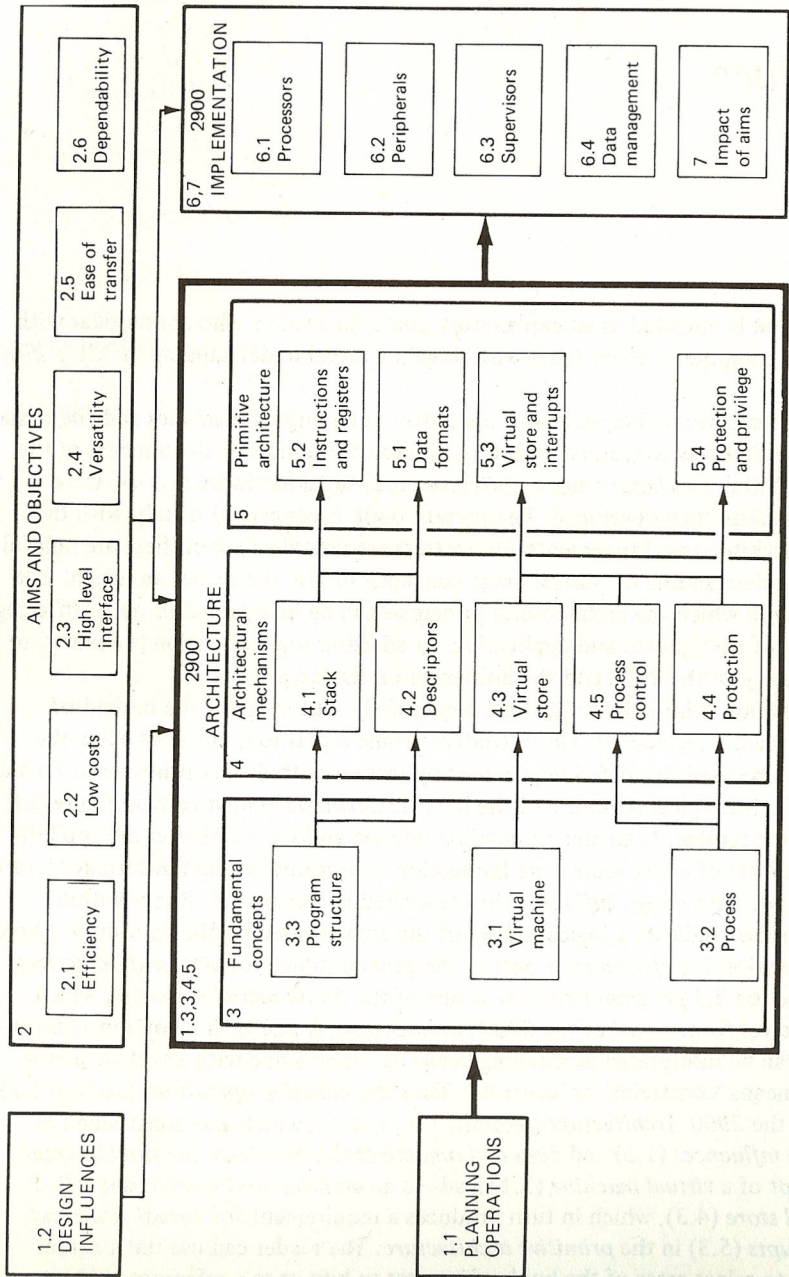 1.2
DESIGN
INFLUENCES
2
AIMS AND OBJECTIVES
2.1
Efficiency
2.2
Low costs
2.3
High level
interface
2.4
Versatility
2.5
Ease of
transfer
2.6
Dependability
1.1
PLANNING
OPERATIONS
1.3,3,4,5
2900
ARCHITECTURE
3
Fundamental
concepts
3.3
Program
structure
3.1
Virtual
machine
3.2
Process
4
Architectural
mechanisms
4.1
Stack
4.2
Descriptors
4.3
Virtual
store
4.5
Process
control
4.4
Protection
5
Primitive
architecture
5.2
Instructions
and registers
5.1
Data
formats
5.3
Virtual
store and
interrupts
5.4
Protection
and privilege
6,7
2900
IMPLEMENTATION
6.1
Processors
6.2
Peripherals
6.3
Supervisors
6.4
Data
management
7
Impact
of aims